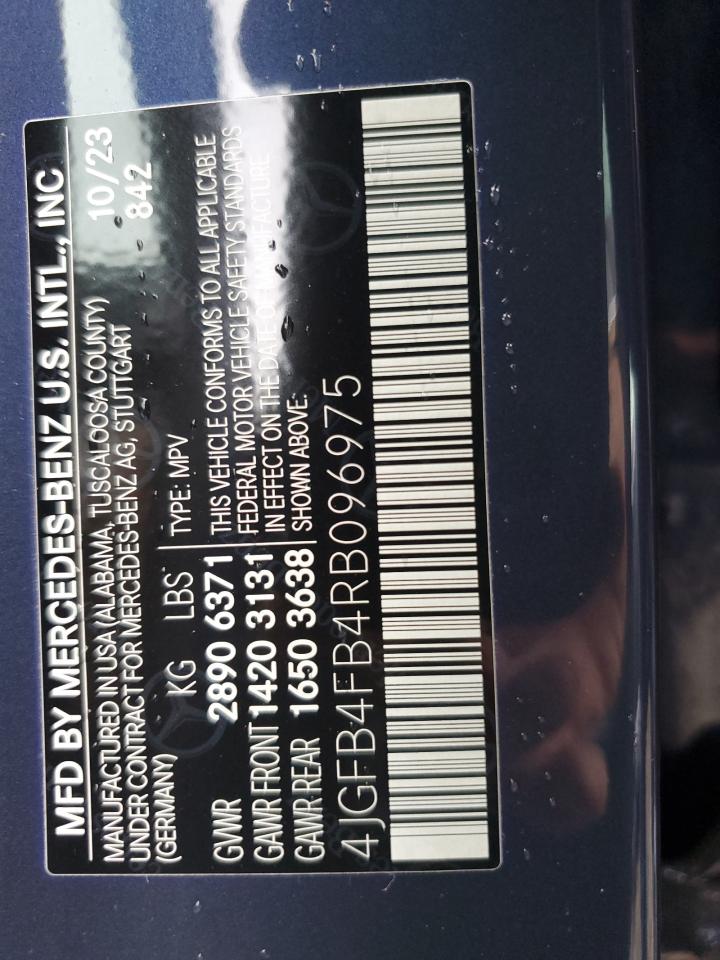 MFD BY MERCEDES-BENZ U.S. INTL., INC
MANUFACTURED IN USA (ALABAMA, TUSCALOOSA COUNTY) 10/23
UNDER CONTRACT FOR MERCEDES-BENZ AG, STUTTGART 842
(GERMANY) KG LBS TYPE: MPV
GVWR 2890 6371 THIS VEHICLE CONFORMS TO ALL APPLICABLE
GAWR FRONT 1420 3131 FEDERAL MOTOR VEHICLE SAFETY STANDARDS
IN EFFECT ON THE DATE OF MANUFACTURE
GAWR REAR 1650 3638 SHOWN ABOVE:
4JGFB4FB4RB096975